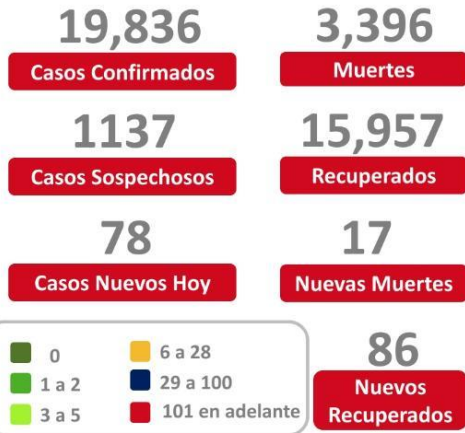 19,836
Casos Confirmados
3,396
Muertes
1137
Casos Sospechosos
15,957
Recuperados
78
Casos Nuevos Hoy
17
Nuevas Muertes
0
1 a 2
3 a 5
6 a 28
29 a 100
101 en adelante
86
Nuevos
Recuperados